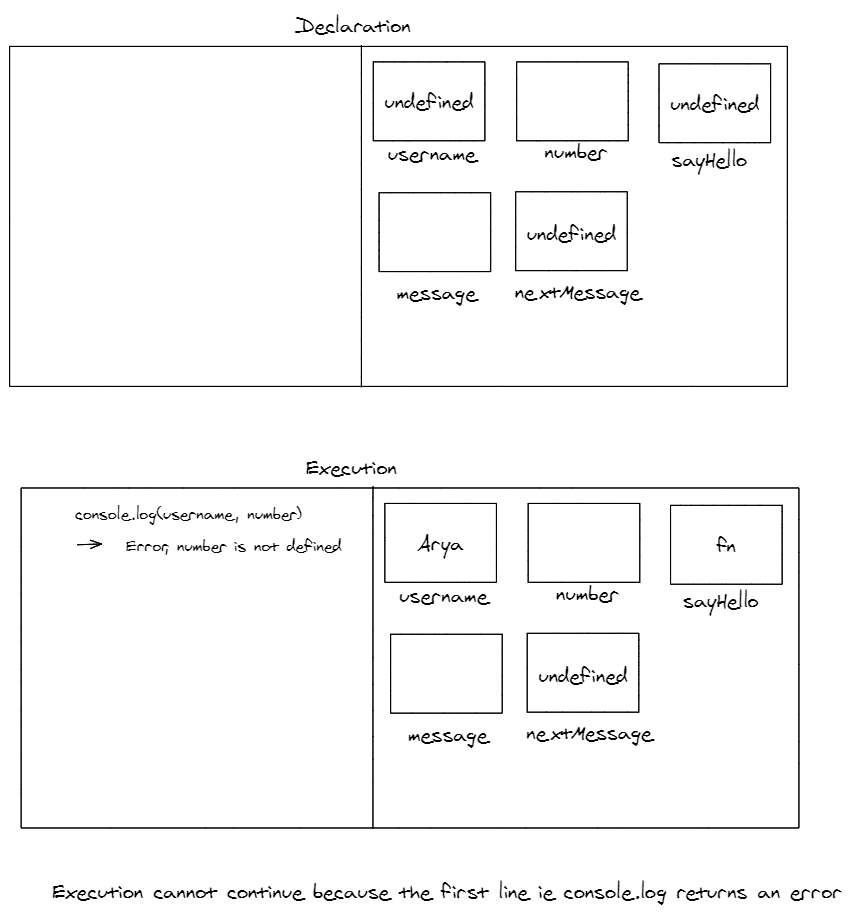 Declaration
undefined undefined
username number sayHello
undefined
message nextMessage
Execution
console.log(username, number)
→ Error, number is not defined
Arya fn
username number sayHello
undefined
message nextMessage
Execution cannot continue because the first line ie console.log returns an error